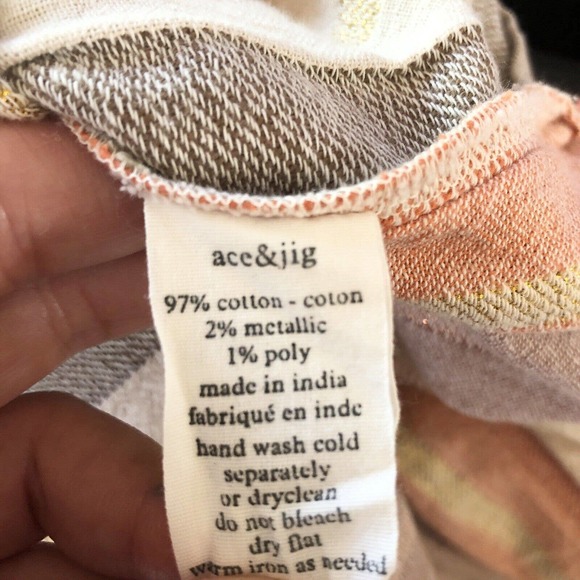 ace&jig
97% cotton - coton
2% metallic
1% poly
made in india
fabriqué en inde
hand wash cold
separately
or dryclean
do not bleach
dry flat
warm iron as needed